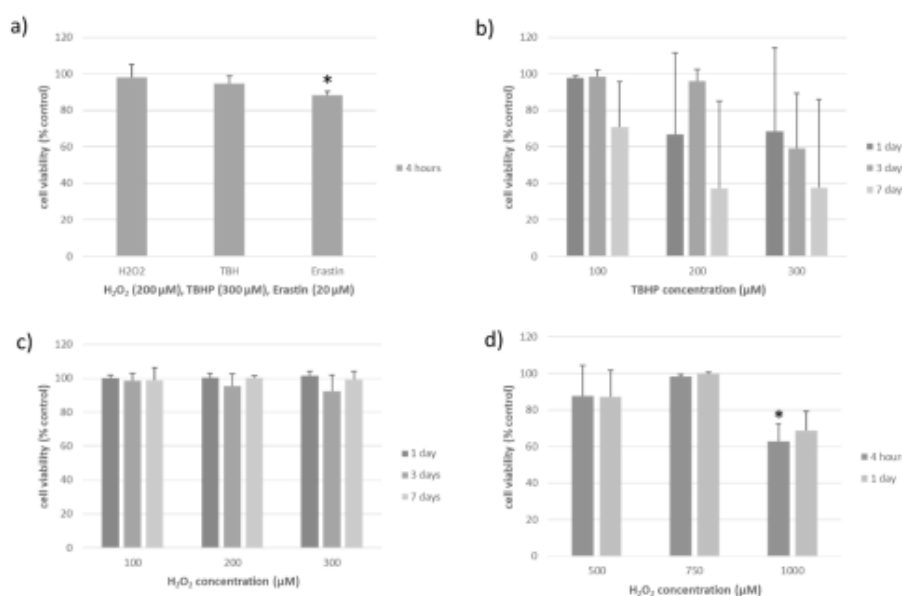 a)
cell viability (% control)
120
100
80
60
40
20
0
*
H2O2
TBH
Erastin
H₂O₂ (200 µM), TBHP (300 µM), Erastin (20 µM)
4 hours
b)
cell viability (% control)
120
100
80
60
40
20
0
100
200
300
TBHP concentration (µM)
1 day
3 day
7 day
c)
cell viability (% control)
120
100
80
60
40
20
0
100
200
300
H₂O₂ concentration (µM)
1 day
3 days
7 days
d)
cell viability (% control)
120
100
80
60
40
20
0
*
500
750
1000
H₂O₂ concentration (µM)
4 hours
1 day